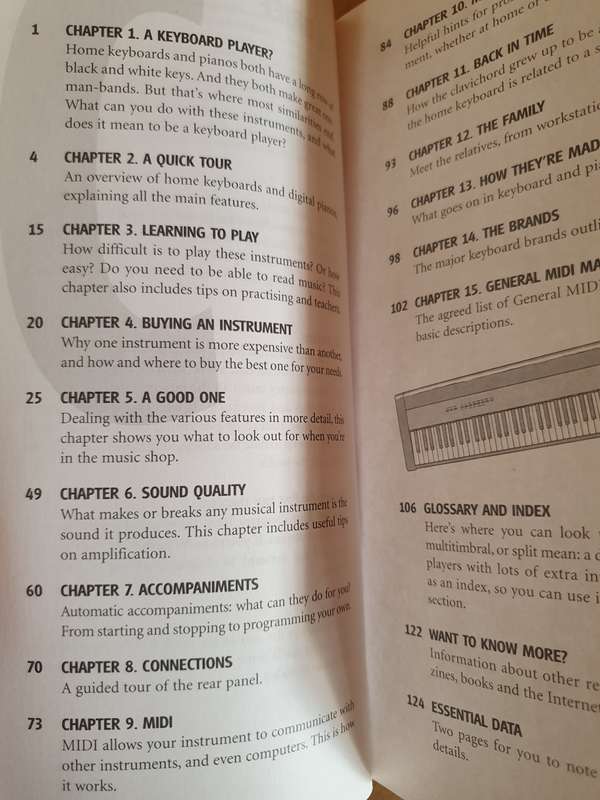 1 CHAPTER 1. A KEYBOARD PLAYER?
Home keyboards and pianos both have a long row of
black and white keys. And they both make great one-
man-bands. But that's where most similarities end.
What can you do with these instruments, and what
does it mean to be a keyboard player?
4 CHAPTER 2. A QUICK TOUR
An overview of home keyboards and digital pianos,
explaining all the main features.
15 CHAPTER 3. LEARNING TO PLAY
How difficult is to play these instruments? Or how
easy? Do you need to be able to read music? This
chapter also includes tips on practising and teachers.
20 CHAPTER 4. BUYING AN INSTRUMENT
Why one instrument is more expensive than another,
and how and where to buy the best one for your needs.
25 CHAPTER 5. A GOOD ONE
Dealing with the various features in more detail, this
chapter shows you what to look out for when you're
in the music shop.
49 CHAPTER 6. SOUND QUALITY
What makes or breaks any musical instrument is the
sound it produces. This chapter includes useful tips
on amplification.
60 CHAPTER 7. ACCOMPANIMENTS
Automatic accompaniments: what can they do for you?
From starting and stopping to programming your own.
70 CHAPTER 8. CONNECTIONS
A guided tour of the rear panel.
73 CHAPTER 9. MIDI
MIDI allows your instrument to communicate with
other instruments, and even computers. This is how
it works.
84 CHAPTER 10.
Helpful hints for
ment, whether at home or
88 CHAPTER 11. BACK IN TIME
How the clavichord grew up to be a
the home keyboard is related to a
93 CHAPTER 12. THE FAMILY
Meet the relatives, from workstati
96 CHAPTER 13. HOW THEY'RE MAD
What goes on in keyboard and pia
98 CHAPTER 14. THE BRANDS
The major keyboard brands outli
102 CHAPTER 15. GENERAL MIDI MA
The agreed list of General MIDI
basic descriptions.
106 GLOSSARY AND INDEX
Here's where you can look
multitimbral, or split mean: a d
players with lots of extra in
as an index, so you can use i
section.
122 WANT TO KNOW MORE?
Information about other re
zines, books and the Internet
124 ESSENTIAL DATA
Two pages for you to note
details.